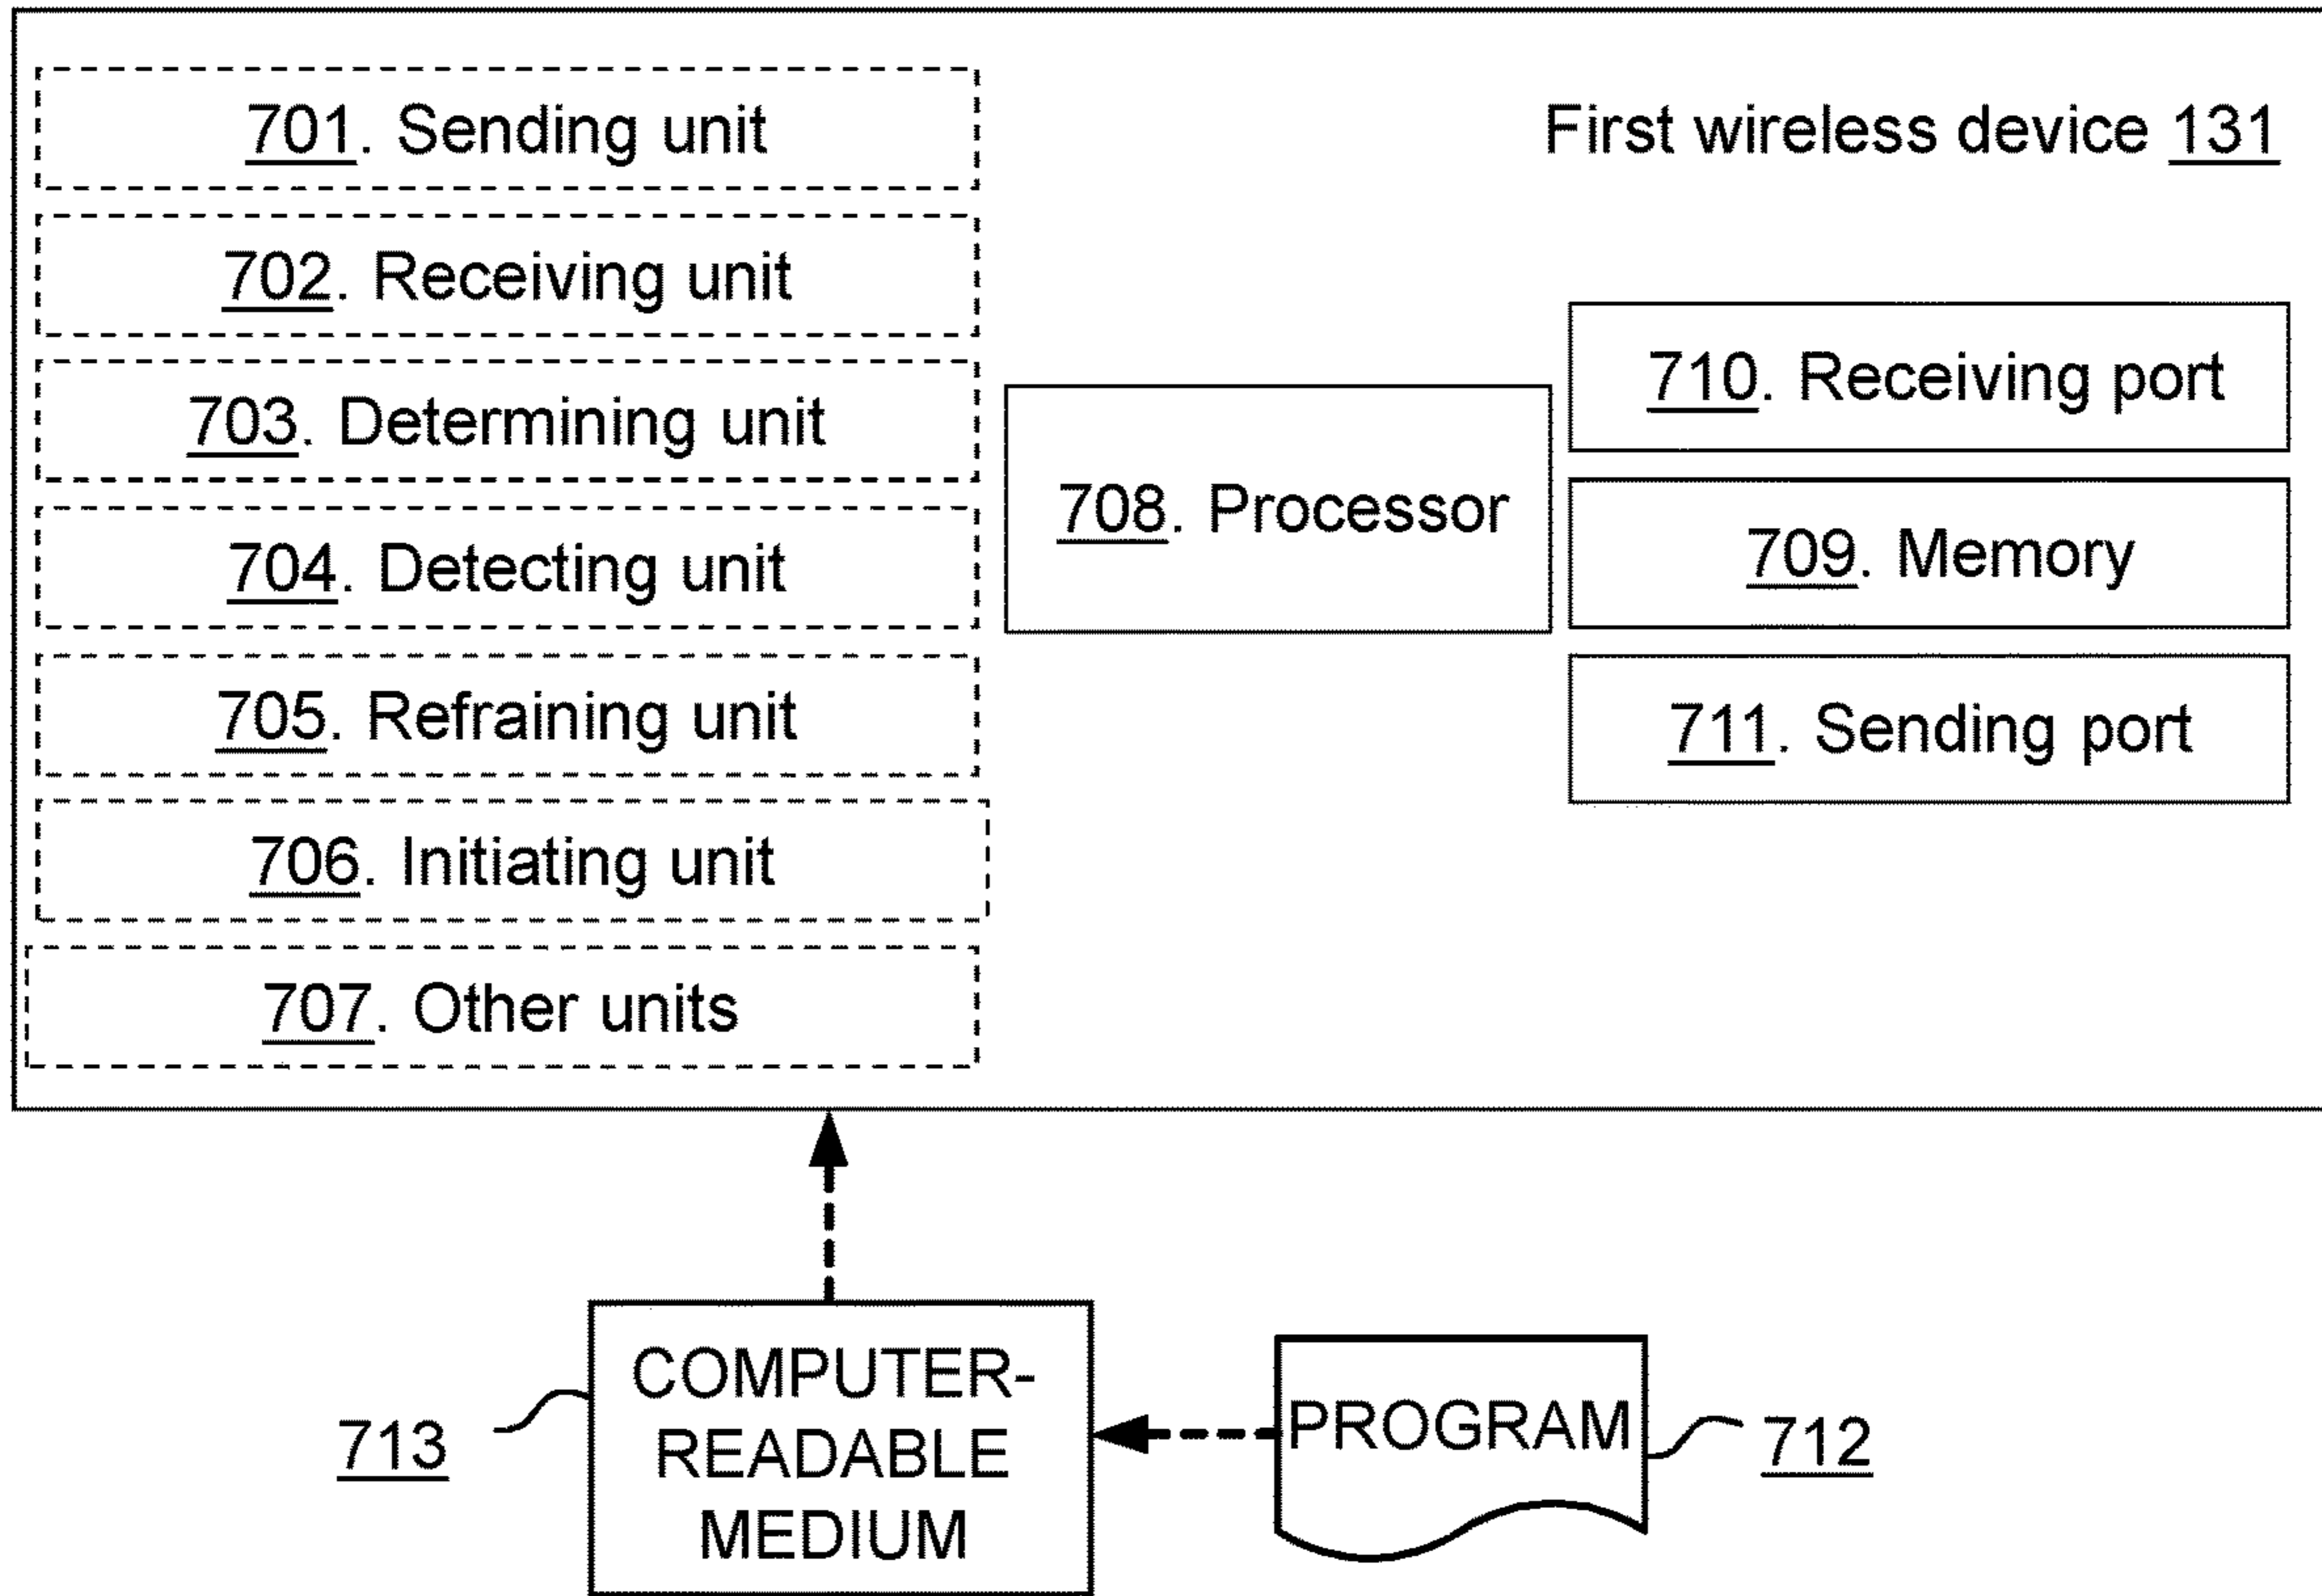 701. Sending unit
First wireless device 131
702. Receiving unit
703. Determining unit
704. Detecting unit
705. Refraining unit
706. Initiating unit
707. Other units
708. Processor
710. Receiving port
709. Memory
711. Sending port
COMPUTER-
READABLE
MEDIUM
713
PROGRAM
712